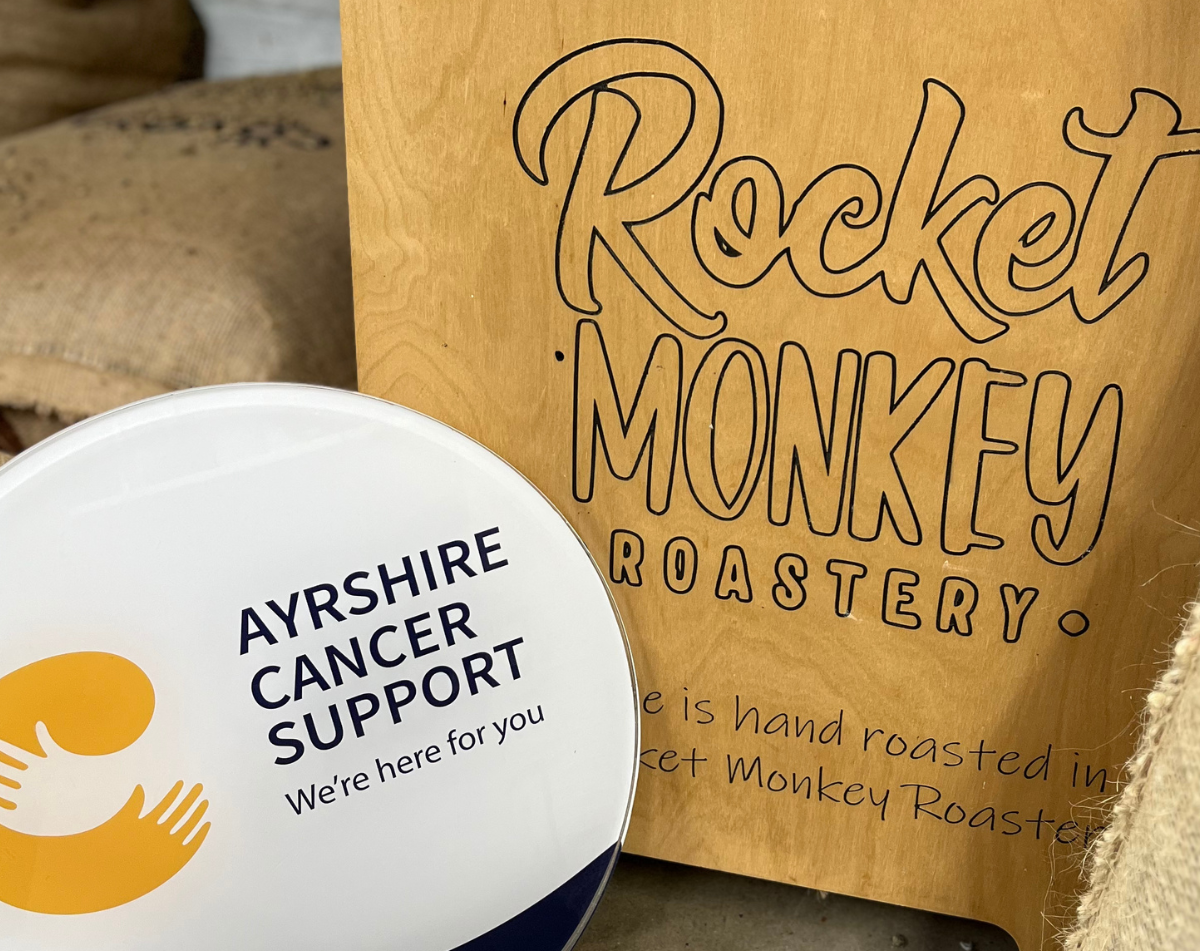 Rocket
MONKEY
ROASTERY
is hand roasted in
Monkey
AYRSHIRE
CANCER
SUPPORT
We're here for you